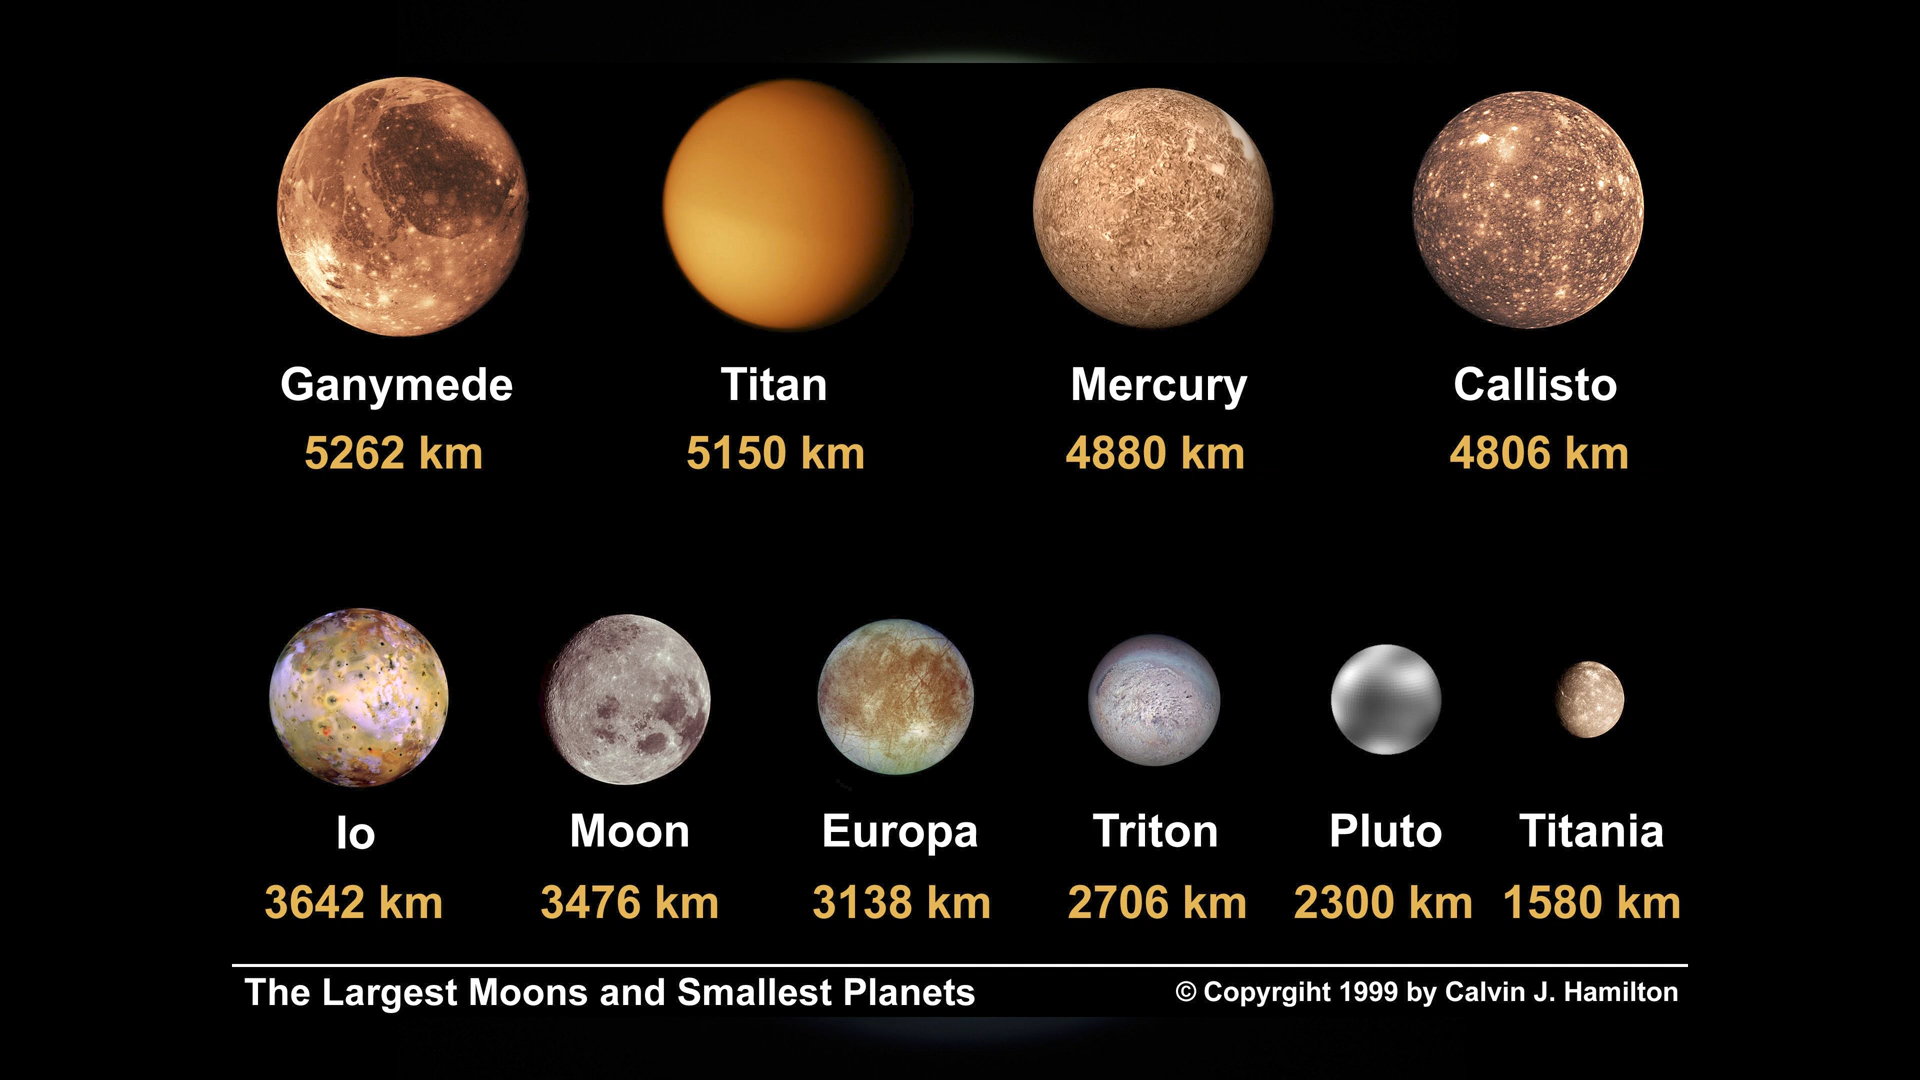 Ganymede Titan Mercury Callisto
5262 km 5150 km 4880 km 4806 km
Io Moon Europa Triton Pluto Titania
3642 km 3476 km 3138 km 2706 km 2300 km 1580 km
The Largest Moons and Smallest Planets © Copyrgiht 1999 by Calvin J. Hamilton